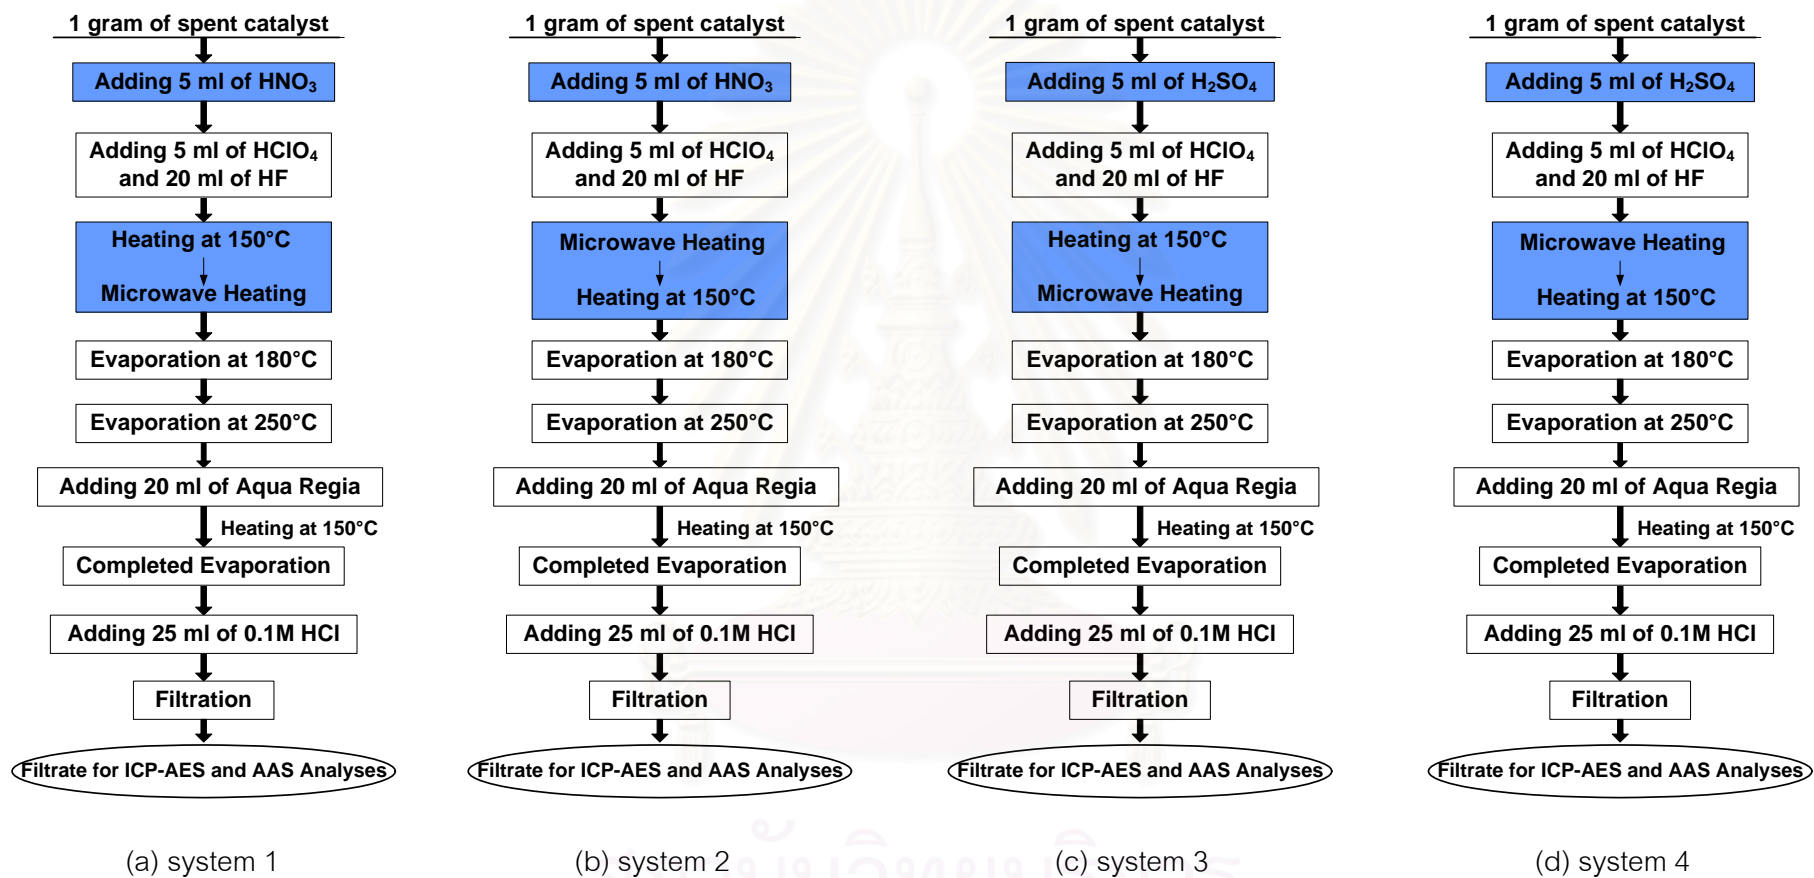 1 gram of spent catalyst
Adding 5 ml of HNO₃
Adding 5 ml of HClO₄
and 20 ml of HF
Heating at 150°C
Microwave Heating
Evaporation at 180°C
Evaporation at 250°C
Adding 20 ml of Aqua Regia
Heating at 150°C
Completed Evaporation
Adding 25 ml of 0.1M HCl
Filtration
Filtrate for ICP-AES and AAS Analyses
(a) system 1
1 gram of spent catalyst
Adding 5 ml of HNO₃
Adding 5 ml of HClO₄
and 20 ml of HF
Microwave Heating
Heating at 150°C
Evaporation at 180°C
Evaporation at 250°C
Adding 20 ml of Aqua Regia
Heating at 150°C
Completed Evaporation
Adding 25 ml of 0.1M HCl
Filtration
Filtrate for ICP-AES and AAS Analyses
(b) system 2
1 gram of spent catalyst
Adding 5 ml of H₂SO₄
Adding 5 ml of HClO₄
and 20 ml of HF
Heating at 150°C
Microwave Heating
Evaporation at 180°C
Evaporation at 250°C
Adding 20 ml of Aqua Regia
Heating at 150°C
Completed Evaporation
Adding 25 ml of 0.1M HCl
Filtration
Filtrate for ICP-AES and AAS Analyses
(c) system 3
1 gram of spent catalyst
Adding 5 ml of H₂SO₄
Adding 5 ml of HClO₄
and 20 ml of HF
Microwave Heating
Heating at 150°C
Evaporation at 180°C
Evaporation at 250°C
Adding 20 ml of Aqua Regia
Heating at 150°C
Completed Evaporation
Adding 25 ml of 0.1M HCl
Filtration
Filtrate for ICP-AES and AAS Analyses
(d) system 4